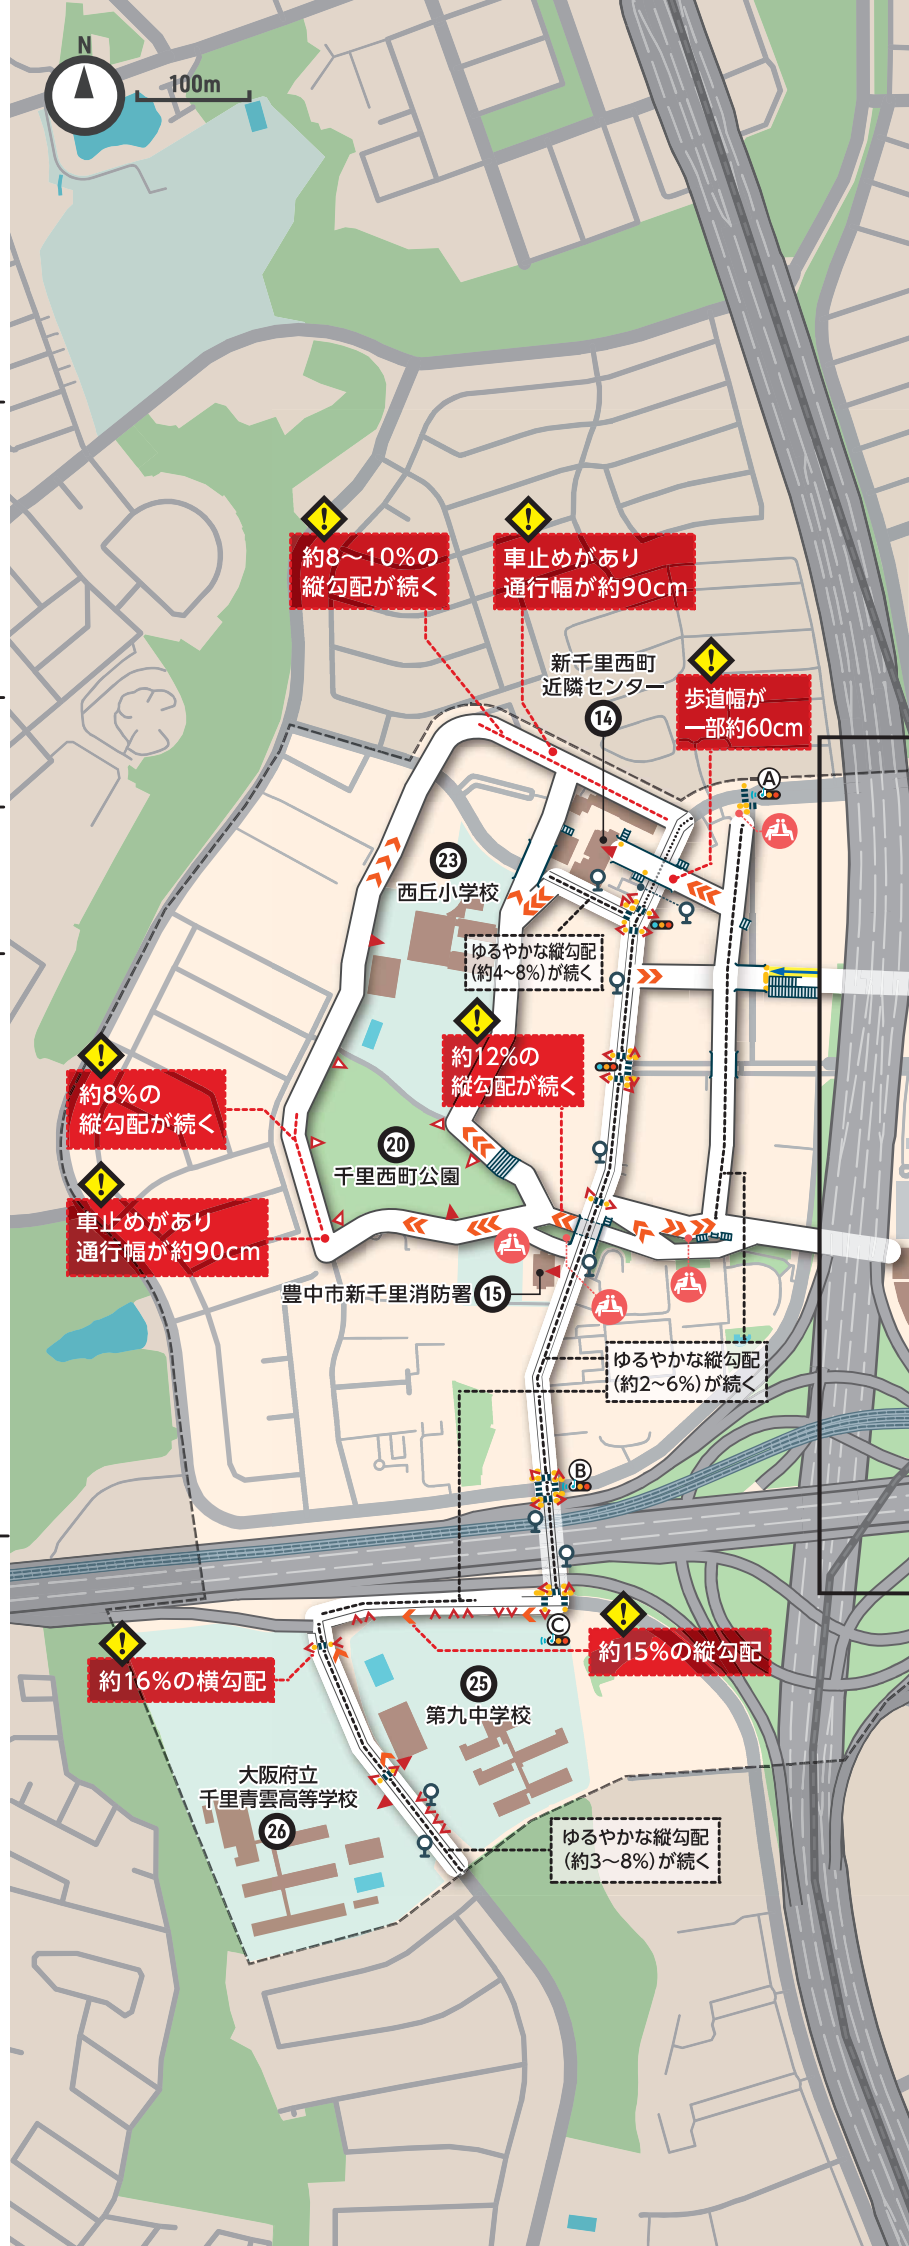 N
100m
約8〜10%の
縦勾配が続く
車止めがあり
通行幅が約90cm
新千里西町
近隣センター
14
歩道幅が
一部約60cm
A
23
西丘小学校
ゆるやかな縦勾配
(約4~8%)が続く
約12%の
縦勾配が続く
約8%の
縦勾配が続く
20
千里西町公園
車止めがあり
通行幅が約90cm
豊中市新千里消防署 15
ゆるやかな縦勾配
(約2~6%)が続く
B
C
約15%の縦勾配
約16%の横勾配
25
第九中学校
大阪府立
千里青雲高等学校
26
ゆるやかな縦勾配
(約3〜8%)が続く